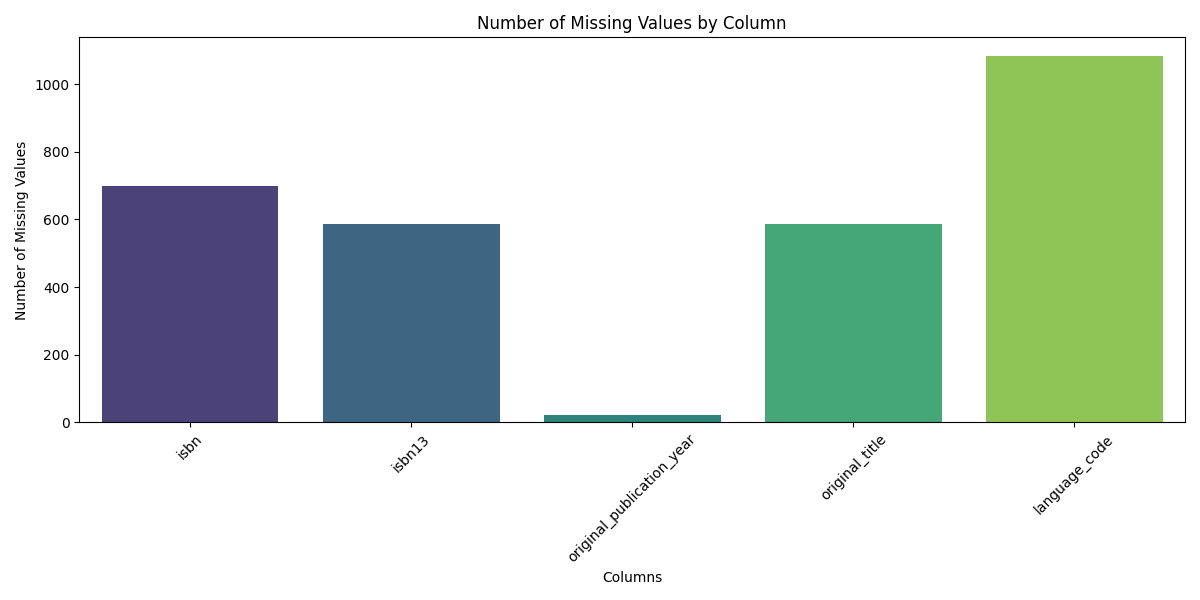 Number of Missing Values by Column
Number of Missing Values
1000
800
600
400
200
0
isbn
isbn13
original_publication_year
original_title
language_code
Columns